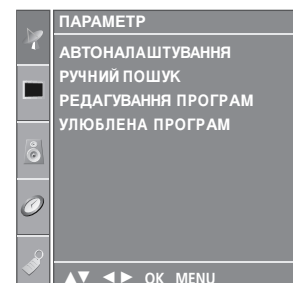 ПАРАМЕТР
АВТОНАЛАШТУВАННЯ
РУЧНИЙ ПОШУК
РЕДАГУВАННЯ ПРОГРАМ
УЛЮБЛЕНА ПРОГРАМ
▲▼ ◄► OK MENU